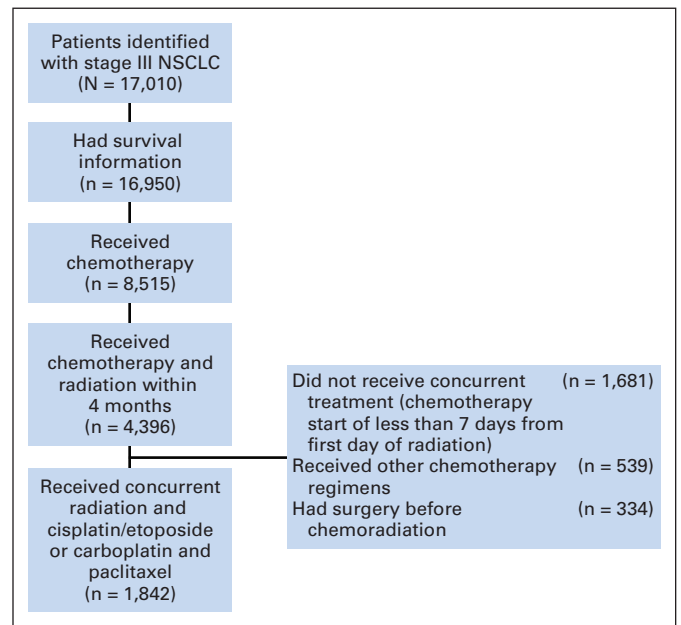 Patients identified
with stage III NSCLC
(N = 17,010)
Had survival
information
(n = 16,950)
Received
chemotherapy
(n = 8,515)
Received
chemotherapy and
radiation within
4 months
(n = 4,396)
Did not receive concurrent (n = 1,681)
treatment (chemotherapy
start of less than 7 days from
first day of radiation)
Received other chemotherapy (n = 539)
regimens
Had surgery before (n = 334)
chemoradiation
Received concurrent
radiation and
cisplatin/etoposide
or carboplatin and
paclitaxel
(n = 1,842)